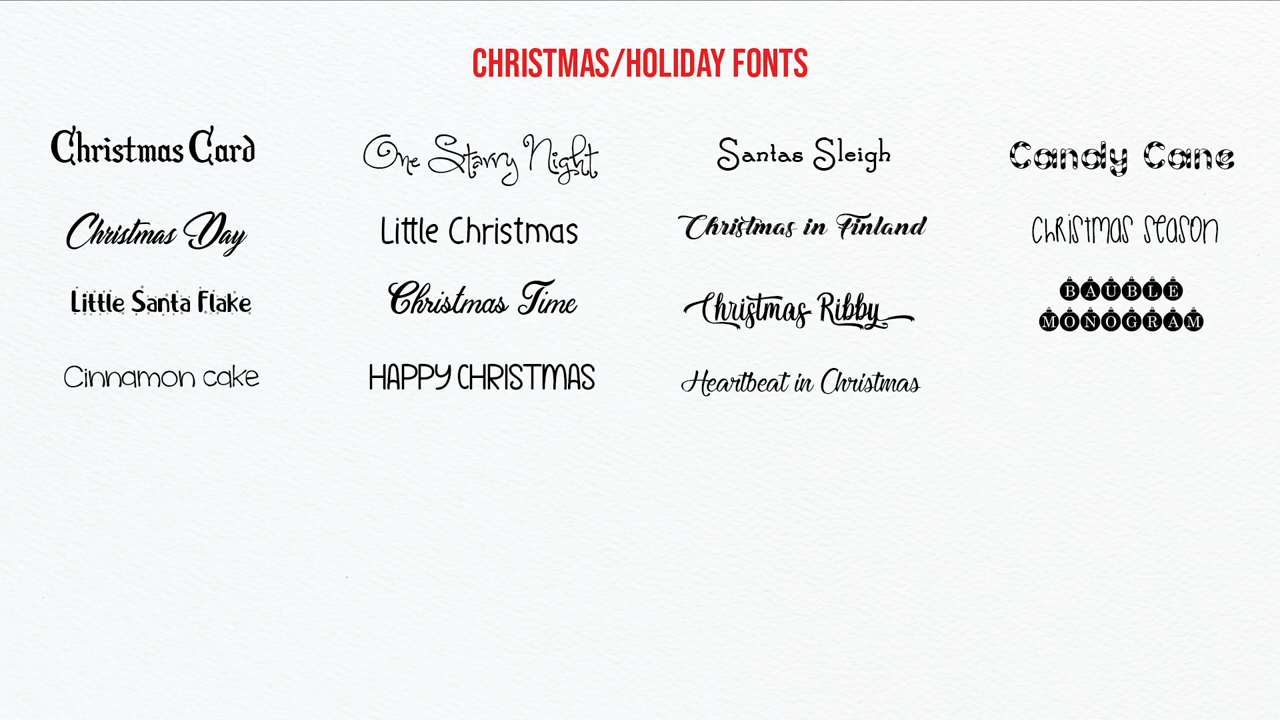 CHRISTMAS/HOLIDAY FONTS
Christmas Card
One Starry Night
Santas Sleigh
Candy Cane
Christmas Day
Little Christmas
Christmas in Finland
Christmas season
Little Santa Flake
Christmas Time
Christmas Ribby
BAUBLE
MONOGRAM
Cinnamon cake
HAPPY CHRISTMAS
Heartbeat in Christmas